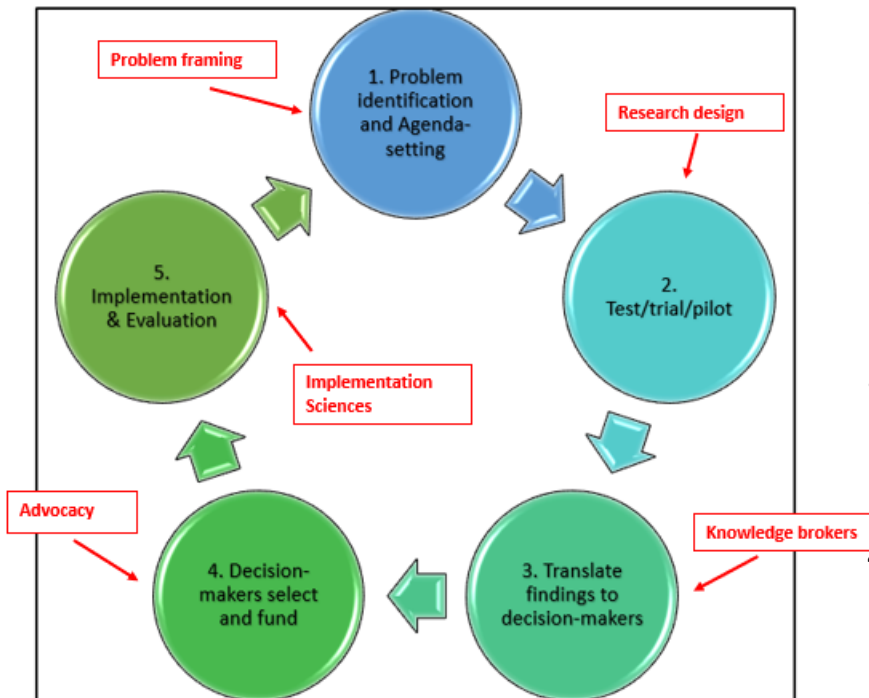 Problem framing
1. Problem
identification
and Agenda-
setting
Research design
2.
Test/trial/pilot
5.
Implementation
& Evaluation
Implementation
Sciences
Advocacy
4. Decision-
makers select
and fund
3. Translate
findings to
decision-makers
Knowledge brokers